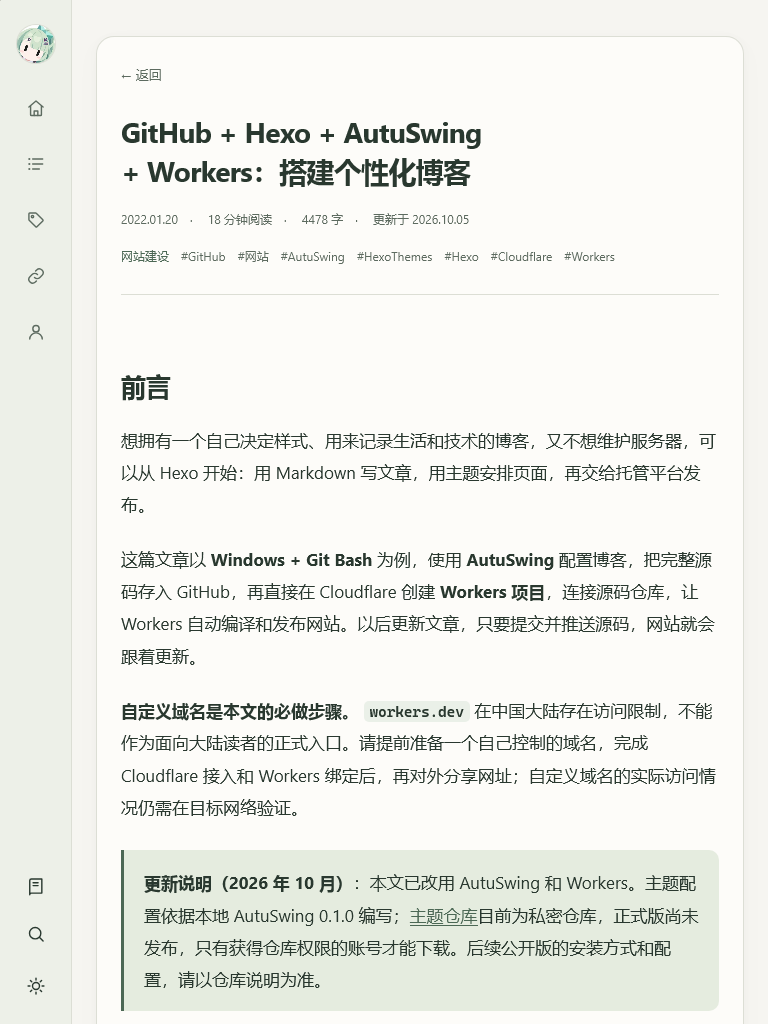 ← 返回
GitHub + Hexo + AutuSwing
+ Workers：搭建个性化博客
2022.01.20 · 18 分钟阅读 · 4478 字 · 更新于 2026.10.05
网站建设 #GitHub #网站 #AutuSwing #HexoThemes #Hexo #Cloudflare #Workers
前言
想拥有一个自己决定样式、用来记录生活和技术的博客，又不想维护服务器，可
以从 Hexo 开始：用 Markdown 写文章，用主题安排页面，再交给托管平台发
布。
这篇文章以 Windows + Git Bash 为例，使用 AutuSwing 配置博客，把完整源
码存入 GitHub，再直接在 Cloudflare 创建 Workers 项目，连接源码仓库，让
Workers 自动编译和发布网站。以后更新文章，只要提交并推送源码，网站就会
跟着更新。
自定义域名是本文的必做步骤。 workers.dev 在中国大陆存在访问限制，不能
作为面向大陆读者的正式入口。请提前准备一个自己控制的域名，完成
Cloudflare 接入和 Workers 绑定后，再对外分享网址；自定义域名的实际访问情
况仍需在目标网络验证。
更新说明（2026 年 10 月）：本文已改用 AutuSwing 和 Workers。主题配
置依据本地 AutuSwing 0.1.0 编写；主题仓库目前为私密仓库，正式版尚未
发布，只有获得仓库权限的账号才能下载。后续公开版的安装方式和配
置，请以仓库说明为准。